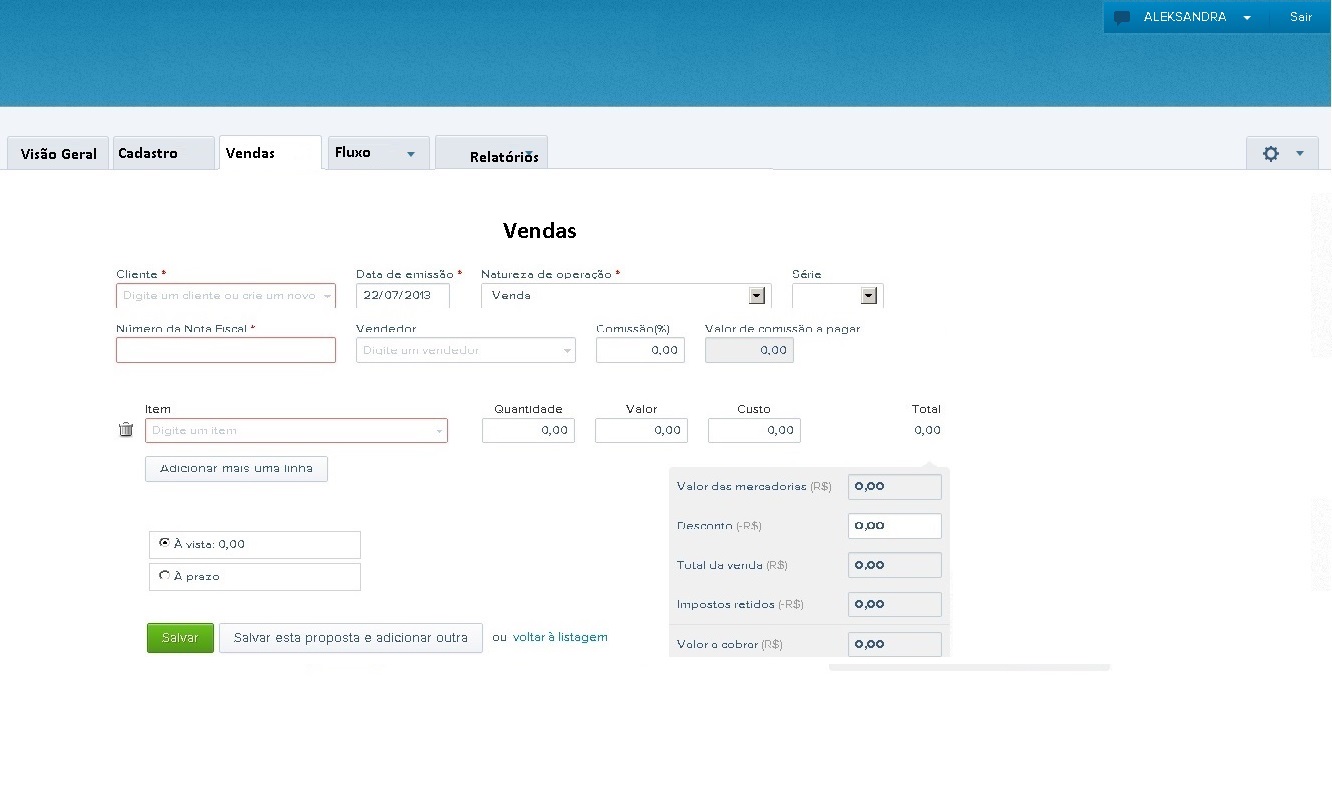 ALEKSANDRA Sair
Visão Geral Cadastro Vendas Fluxo Relatórios
Vendas
Cliente * Data de emissão * Natureza de operação * Série
Digite um cliente ou crie um novo 22/07/2013 Venda
Número da Nota Fiscal * Vendedor Comissão(%) Valor de comissão a pagar
Digite um vendedor 0,00 0,00
Item Quantidade Valor Custo Total
Digite um item 0,00 0,00 0,00 0,00
Adicionar mais uma linha
Valor das mercadorias (R$) 0,00
Desconto (-R$) 0,00
À vista: 0,00
Total da venda (R$) 0,00
À prazo
Impostos retidos (-R$) 0,00
Salvar Salvar esta proposta e adicionar outra ou voltar à listagem
Valor a cobrar (R$) 0,00